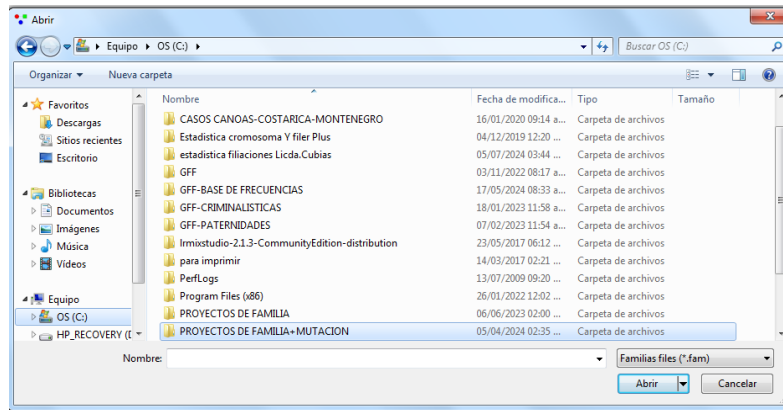 Abrir
Equipo ▸ OS (C:) ▸
Buscar OS (C:)
Organizar ▾ Nueva carpeta
Nombre Fecha de modifica... Tipo Tamaño
Favoritos
Descargas
Sitios recientes
Escritorio
Bibliotecas
Documentos
Imágenes
Música
Vídeos
Equipo
OS (C:)
HP_RECOVERY (D
CASOS CANOAS-COSTARICA-MONTENEGRO 16/01/2020 09:14 a... Carpeta de archivos
Estadistica cromosoma Y filer Plus 04/12/2019 12:20 ... Carpeta de archivos
estadistica filiaciones Licda.Cubias 05/07/2024 03:44 ... Carpeta de archivos
GFF 03/11/2022 08:17 a... Carpeta de archivos
GFF-BASE DE FRECUENCIAS 17/05/2024 08:33 a... Carpeta de archivos
GFF-CRIMINALISTICAS 18/01/2023 11:58 a... Carpeta de archivos
GFF-PATERNIDADES 07/02/2023 11:54 a... Carpeta de archivos
lrmixstudio-2.1.3-CommunityEdition-distribution 23/05/2017 06:12 ... Carpeta de archivos
para imprimir 14/03/2017 02:21 ... Carpeta de archivos
PerfLogs 13/07/2009 09:20 ... Carpeta de archivos
Program Files (x86) 26/01/2022 12:02 ... Carpeta de archivos
PROYECTOS DE FAMILIA 06/06/2023 02:00 ... Carpeta de archivos
PROYECTOS DE FAMILIA+MUTACION 05/04/2024 02:35 ... Carpeta de archivos
Nombre:
Familias files (*.fam)
Abrir
Cancelar